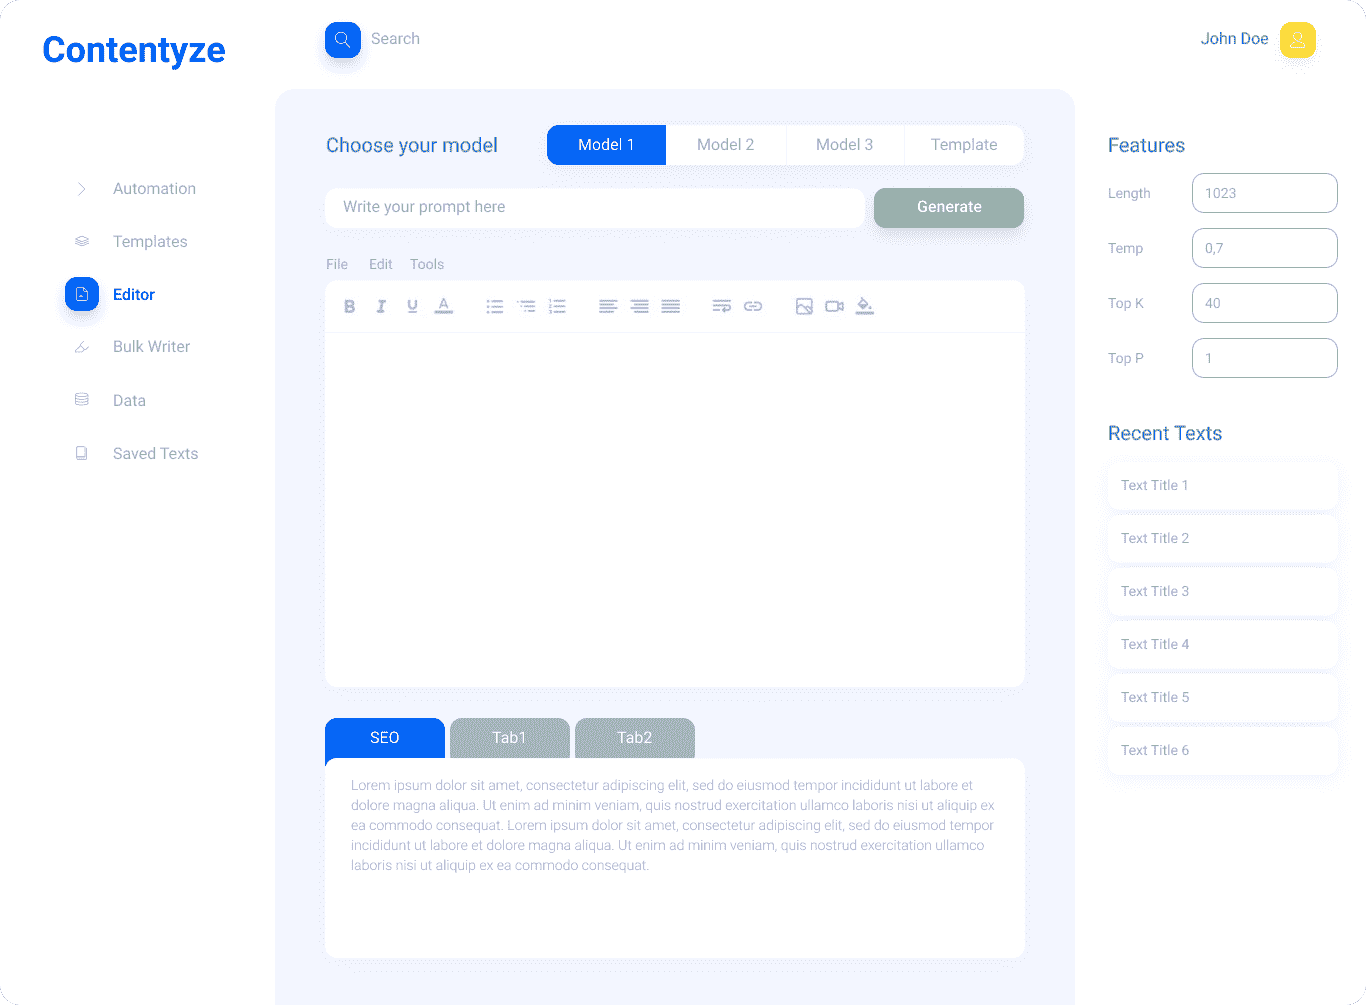 Contentyze
Search
John Doe
Automation
Templates
Editor
Bulk Writer
Data
Saved Texts
Choose your model
Model 1
Model 2
Model 3
Template
Write your prompt here
Generate
File Edit Tools
B I U A
SEO
Tab1
Tab2
Lorem ipsum dolor sit amet, consectetur adipiscing elit, sed do eiusmod tempor incididunt ut labore et
dolore magna aliqua. Ut enim ad minim veniam, quis nostrud exercitation ullamco laboris nisi ut aliquip ex
ea commodo consequat. Lorem ipsum dolor sit amet, consectetur adipiscing elit, sed do eiusmod tempor
incididunt ut labore et dolore magna aliqua. Ut enim ad minim veniam, quis nostrud exercitation ullamco
laboris nisi ut aliquip ex ea commodo consequat.
Features
Length 1023
Temp 0,7
Top K 40
Top P 1
Recent Texts
Text Title 1
Text Title 2
Text Title 3
Text Title 4
Text Title 5
Text Title 6